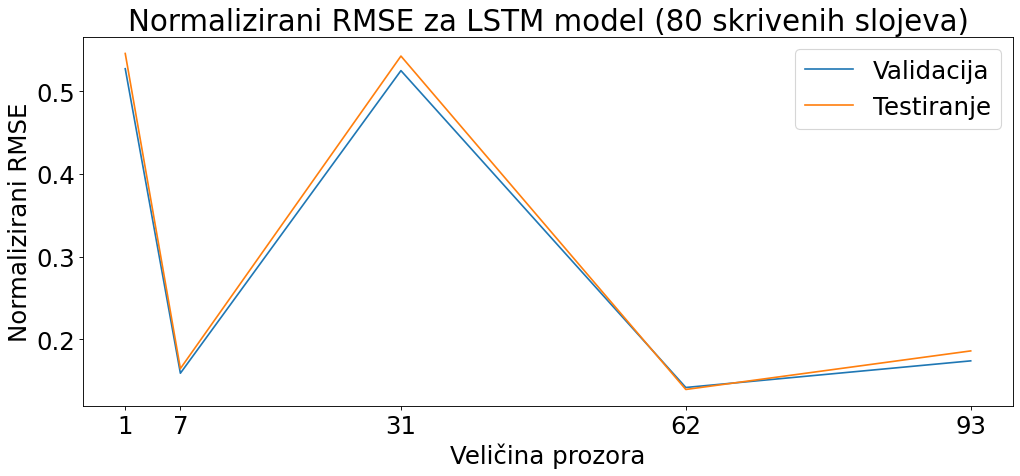 Normalizirani RMSE za LSTM model (80 skrivenih slojeva)
Validacija
Testiranje
Normalizirani RMSE
0.5
0.4
0.3
0.2
1 7 31 62 93
Veličina prozora